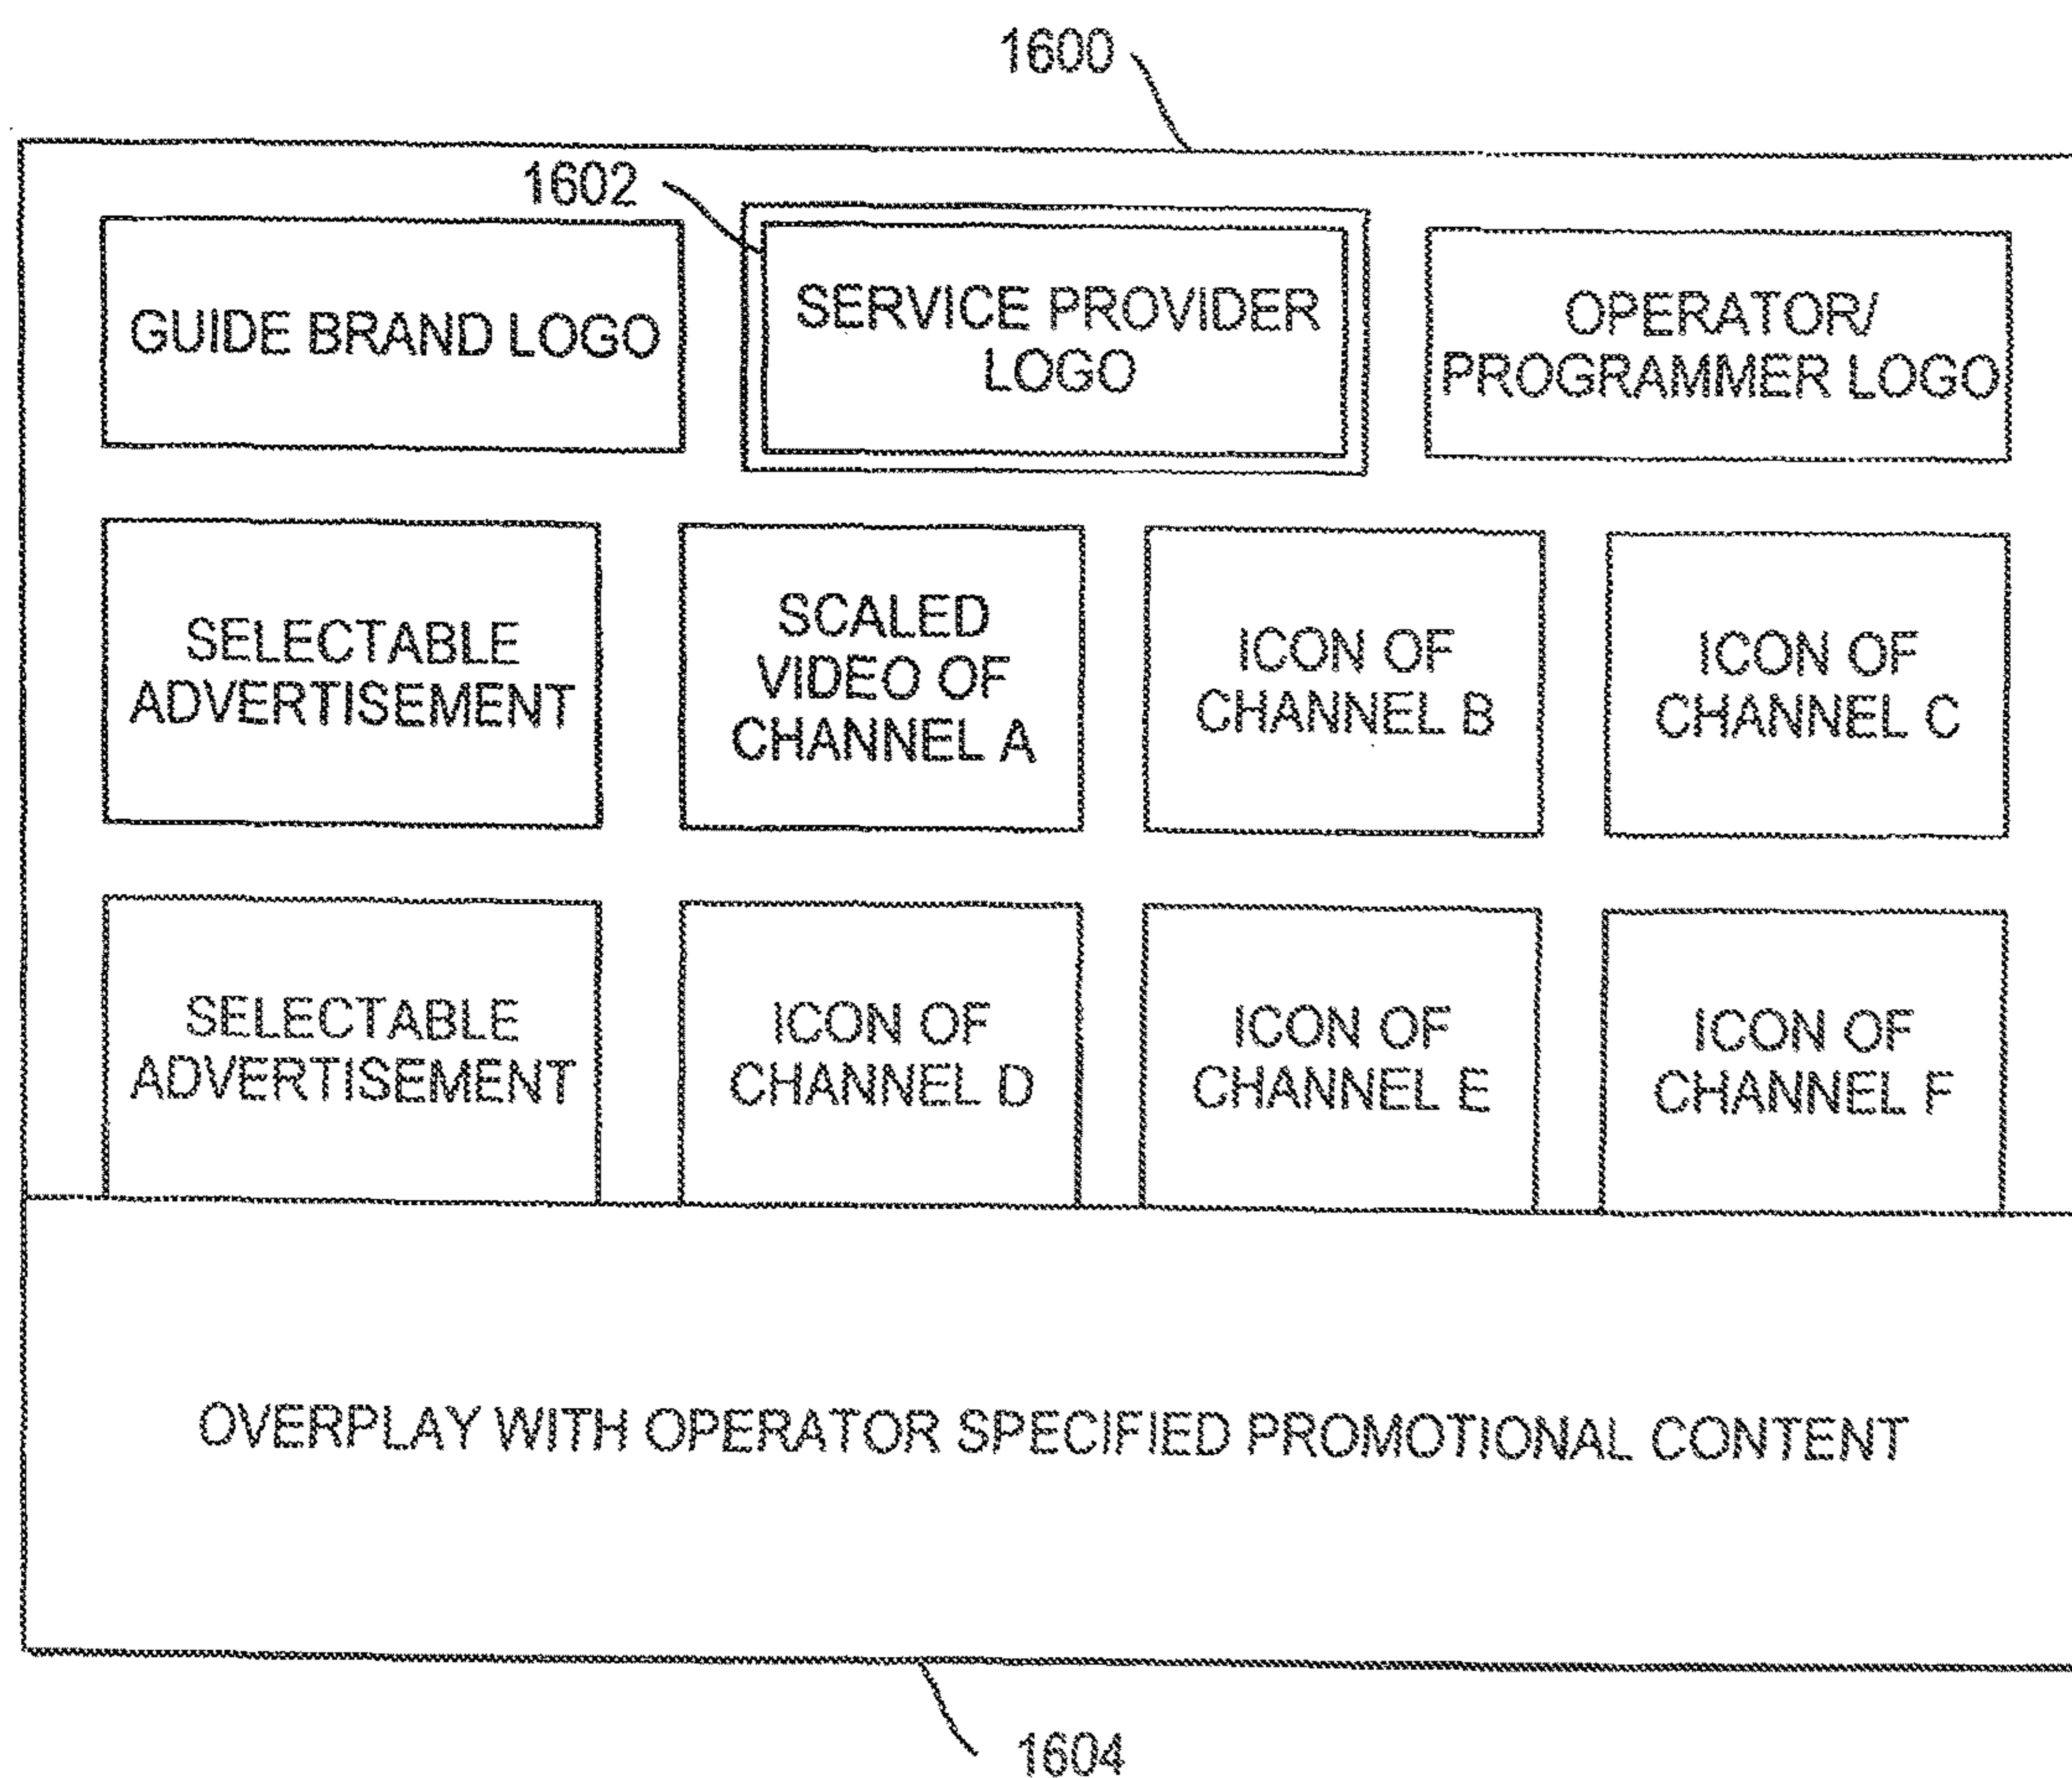 1600
1602
GUIDE BRAND LOGO
SERVICE PROVIDER
LOGO
OPERATOR/
PROGRAMMER LOGO
SELECTABLE
ADVERTISEMENT
SCALED
VIDEO OF
CHANNEL A
ICON OF
CHANNEL B
ICON OF
CHANNEL C
SELECTABLE
ADVERTISEMENT
ICON OF
CHANNEL D
ICON OF
CHANNEL E
ICON OF
CHANNEL F
OVERPLAY WITH OPERATOR SPECIFIED PROMOTIONAL CONTENT
1604